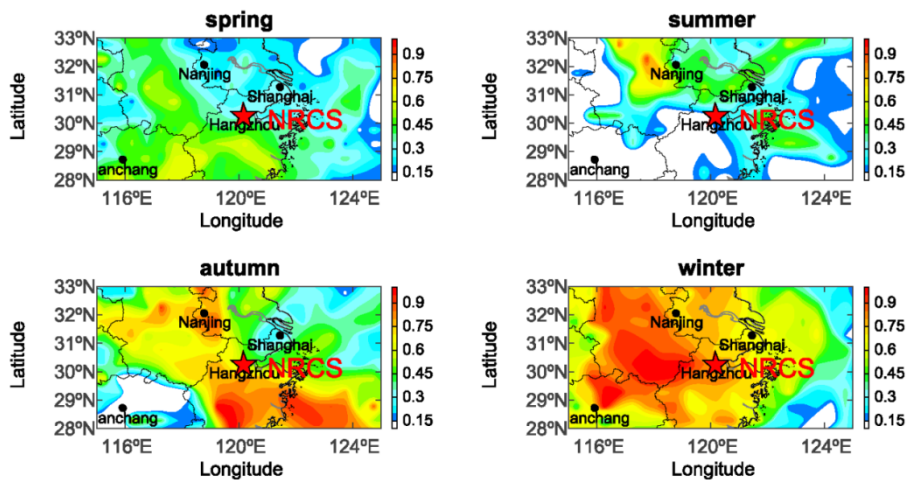 spring
33ºN
32ºN
31ºN
30ºN
29ºN
28ºN
Latitude
Nanjing
Shanghai
Hangzhou
NRCS
anchang
0.9
0.75
0.6
0.45
0.3
0.15
116ºE
120ºE
124ºE
Longitude
summer
33ºN
32ºN
31ºN
30ºN
29ºN
28ºN
Latitude
Nanjing
Shanghai
Hangzhou
NRCS
anchang
0.9
0.75
0.6
0.45
0.3
0.15
116ºE
120ºE
124ºE
Longitude
autumn
33ºN
32ºN
31ºN
30ºN
29ºN
28ºN
Latitude
Nanjing
Shanghai
Hangzhou
NRCS
anchang
0.9
0.75
0.6
0.45
0.3
0.15
116ºE
120ºE
124ºE
Longitude
winter
33ºN
32ºN
31ºN
30ºN
29ºN
28ºN
Latitude
Nanjing
Shanghai
Hangzhou
NRCS
anchang
0.9
0.75
0.6
0.45
0.3
0.15
116ºE
120ºE
124ºE
Longitude